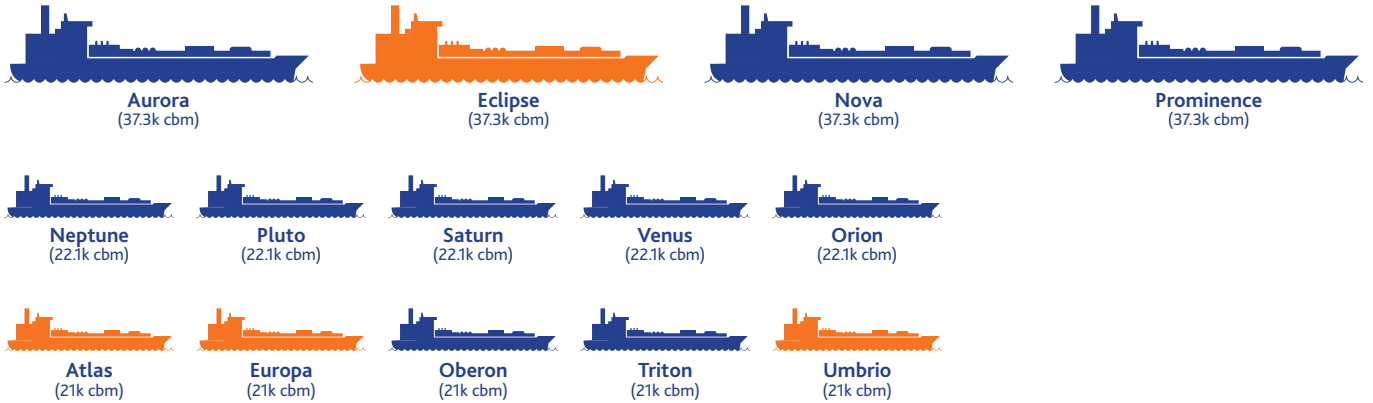 Aurora
(37.3k cbm)
Eclipse
(37.3k cbm)
Nova
(37.3k cbm)
Prominence
(37.3k cbm)
Neptune
(22.1k cbm)
Pluto
(22.1k cbm)
Saturn
(22.1k cbm)
Venus
(22.1k cbm)
Orion
(22.1k cbm)
Atlas
(21k cbm)
Europa
(21k cbm)
Oberon
(21k cbm)
Triton
(21k cbm)
Umbrio
(21k cbm)